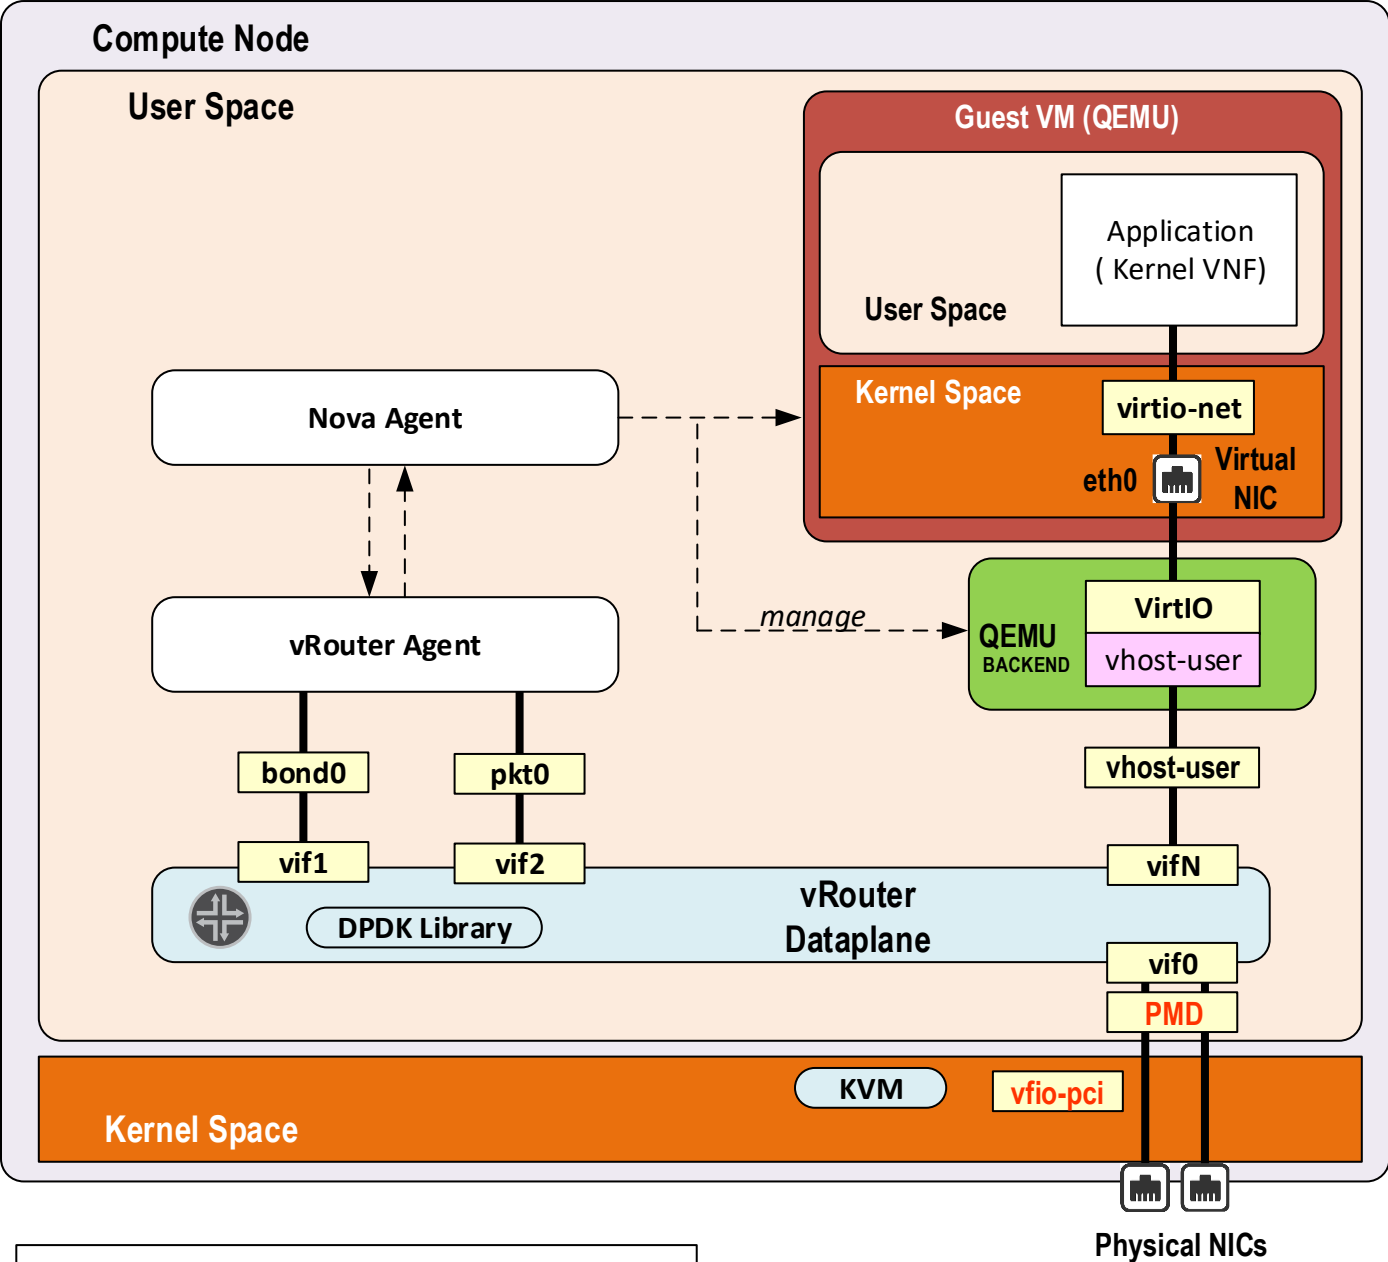 Compute Node
User Space
Guest VM (QEMU)
Application
( Kernel VNF)
User Space
Kernel Space
virtio-net
eth0
Virtual
NIC
Nova Agent
manage
vRouter Agent
QEMU
BACKEND
VirtIO
vhost-user
bond0
pkt0
vhost-user
vif1
vif2
vifN
DPDK Library
vRouter
Dataplane
vif0
PMD
KVM
vfio-pci
Kernel Space
Physical NICs